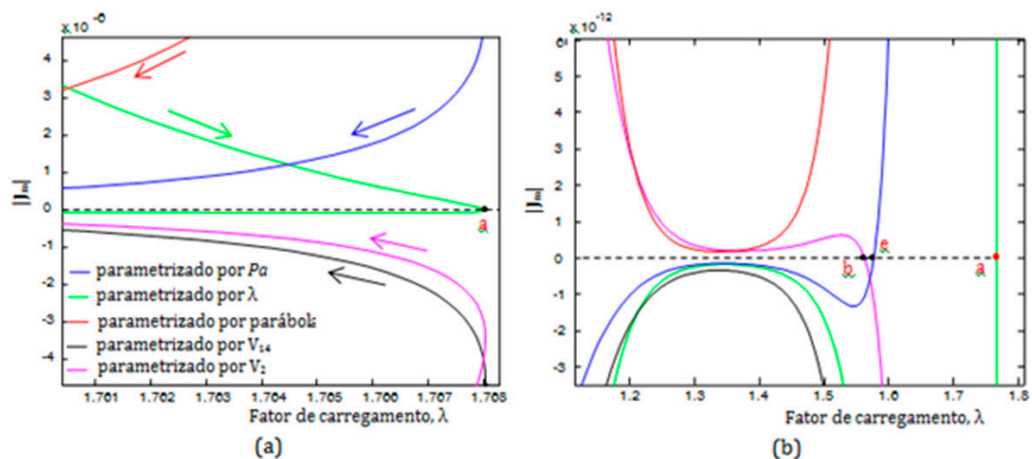 x 10⁻⁶
4
3
2
1
0
-1
-2
-3
-4
|Jₘ|
a
parametrizado por Pa
parametrizado por λ
parametrizado por parábola
parametrizado por V₁₄
parametrizado por V₂
1.761 1.762 1.763 1.764 1.765 1.766 1.767 1.768
Fator de carregamento, λ
(a)
x 10⁻¹²
6
5
4
3
2
1
0
-1
-2
-3
|Jₘ|
b
e
a
1.2 1.3 1.4 1.5 1.6 1.7 1.8
Fator de carregamento, λ
(b)